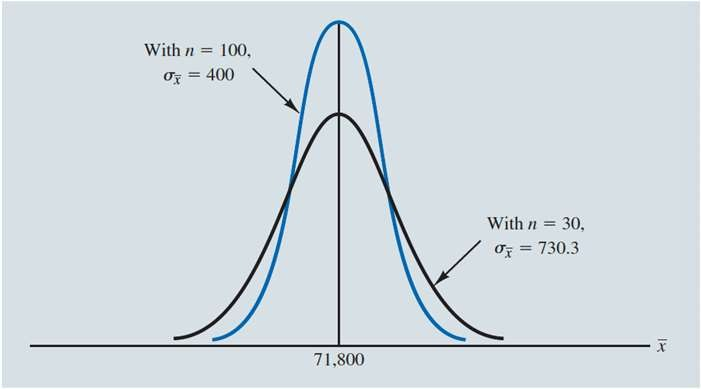 With n = 100,
σx̄ = 400
With n = 30,
σx̄ = 730.3
71,800
x̄